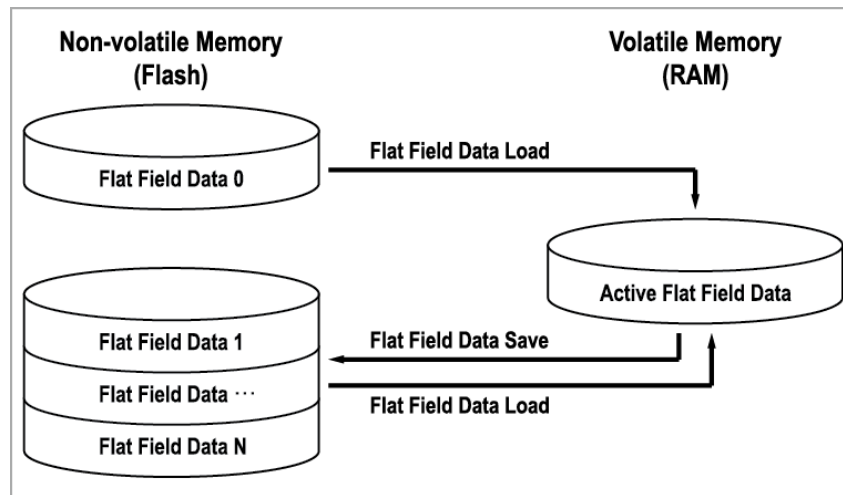 Non-volatile Memory
(Flash)
Volatile Memory
(RAM)
Flat Field Data Load
Flat Field Data 0
Active Flat Field Data
Flat Field Data 1
Flat Field Data Save
Flat Field Data ⋯
Flat Field Data Load
Flat Field Data N